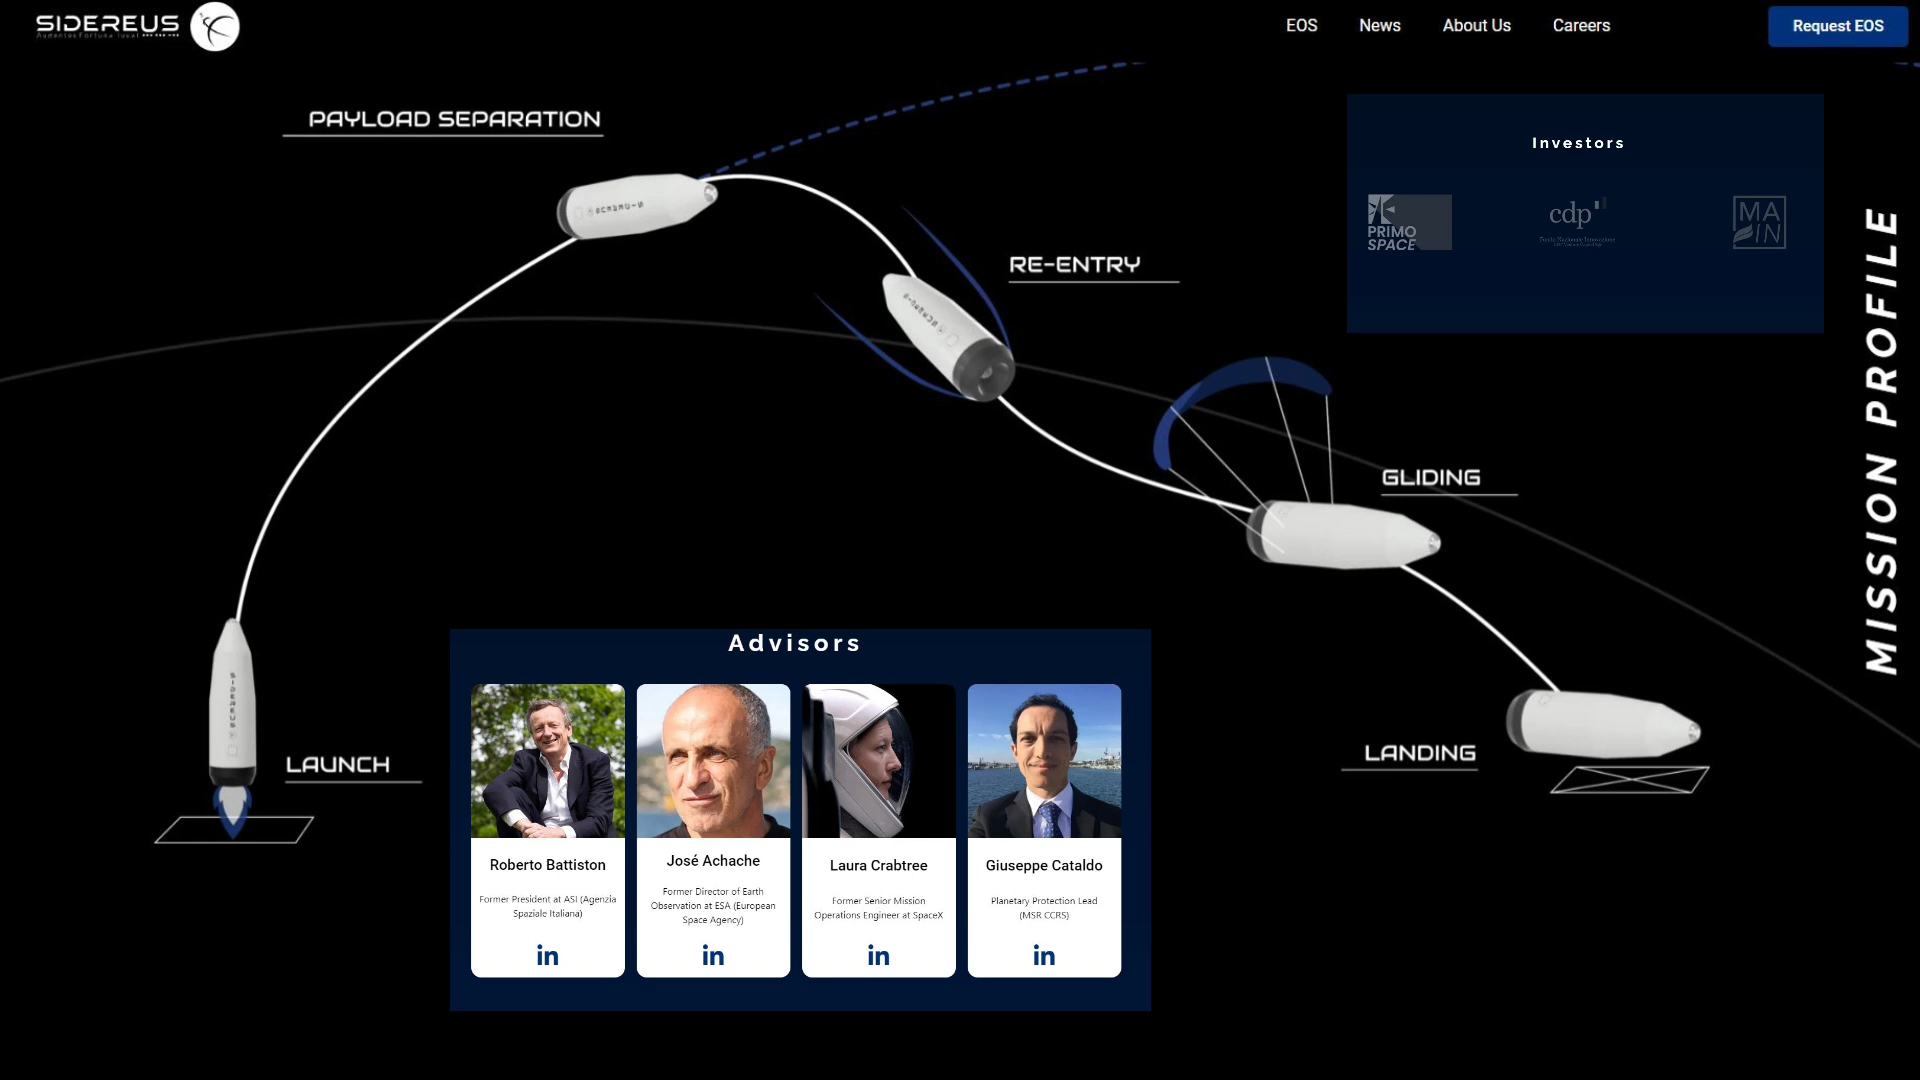 SIDEREUS
EOS
News
About Us
Careers
Request EOS
PAYLOAD SEPARATION
Investors
PRIMO
SPACE
cdp
MA
IN
RE-ENTRY
GLIDING
MISSION PROFILE
SIDEREUS
LAUNCH
LANDING
Advisors
Roberto Battiston
Former President at ASI (Agenzia
Spaziale Italiana)
in
José Achache
Former Director of Earth
Observation at ESA (European
Space Agency)
in
Laura Crabtree
Former Senior Mission
Operations Engineer at SpaceX
in
Giuseppe Cataldo
Planetary Protection Lead
(MSR CCRS)
in